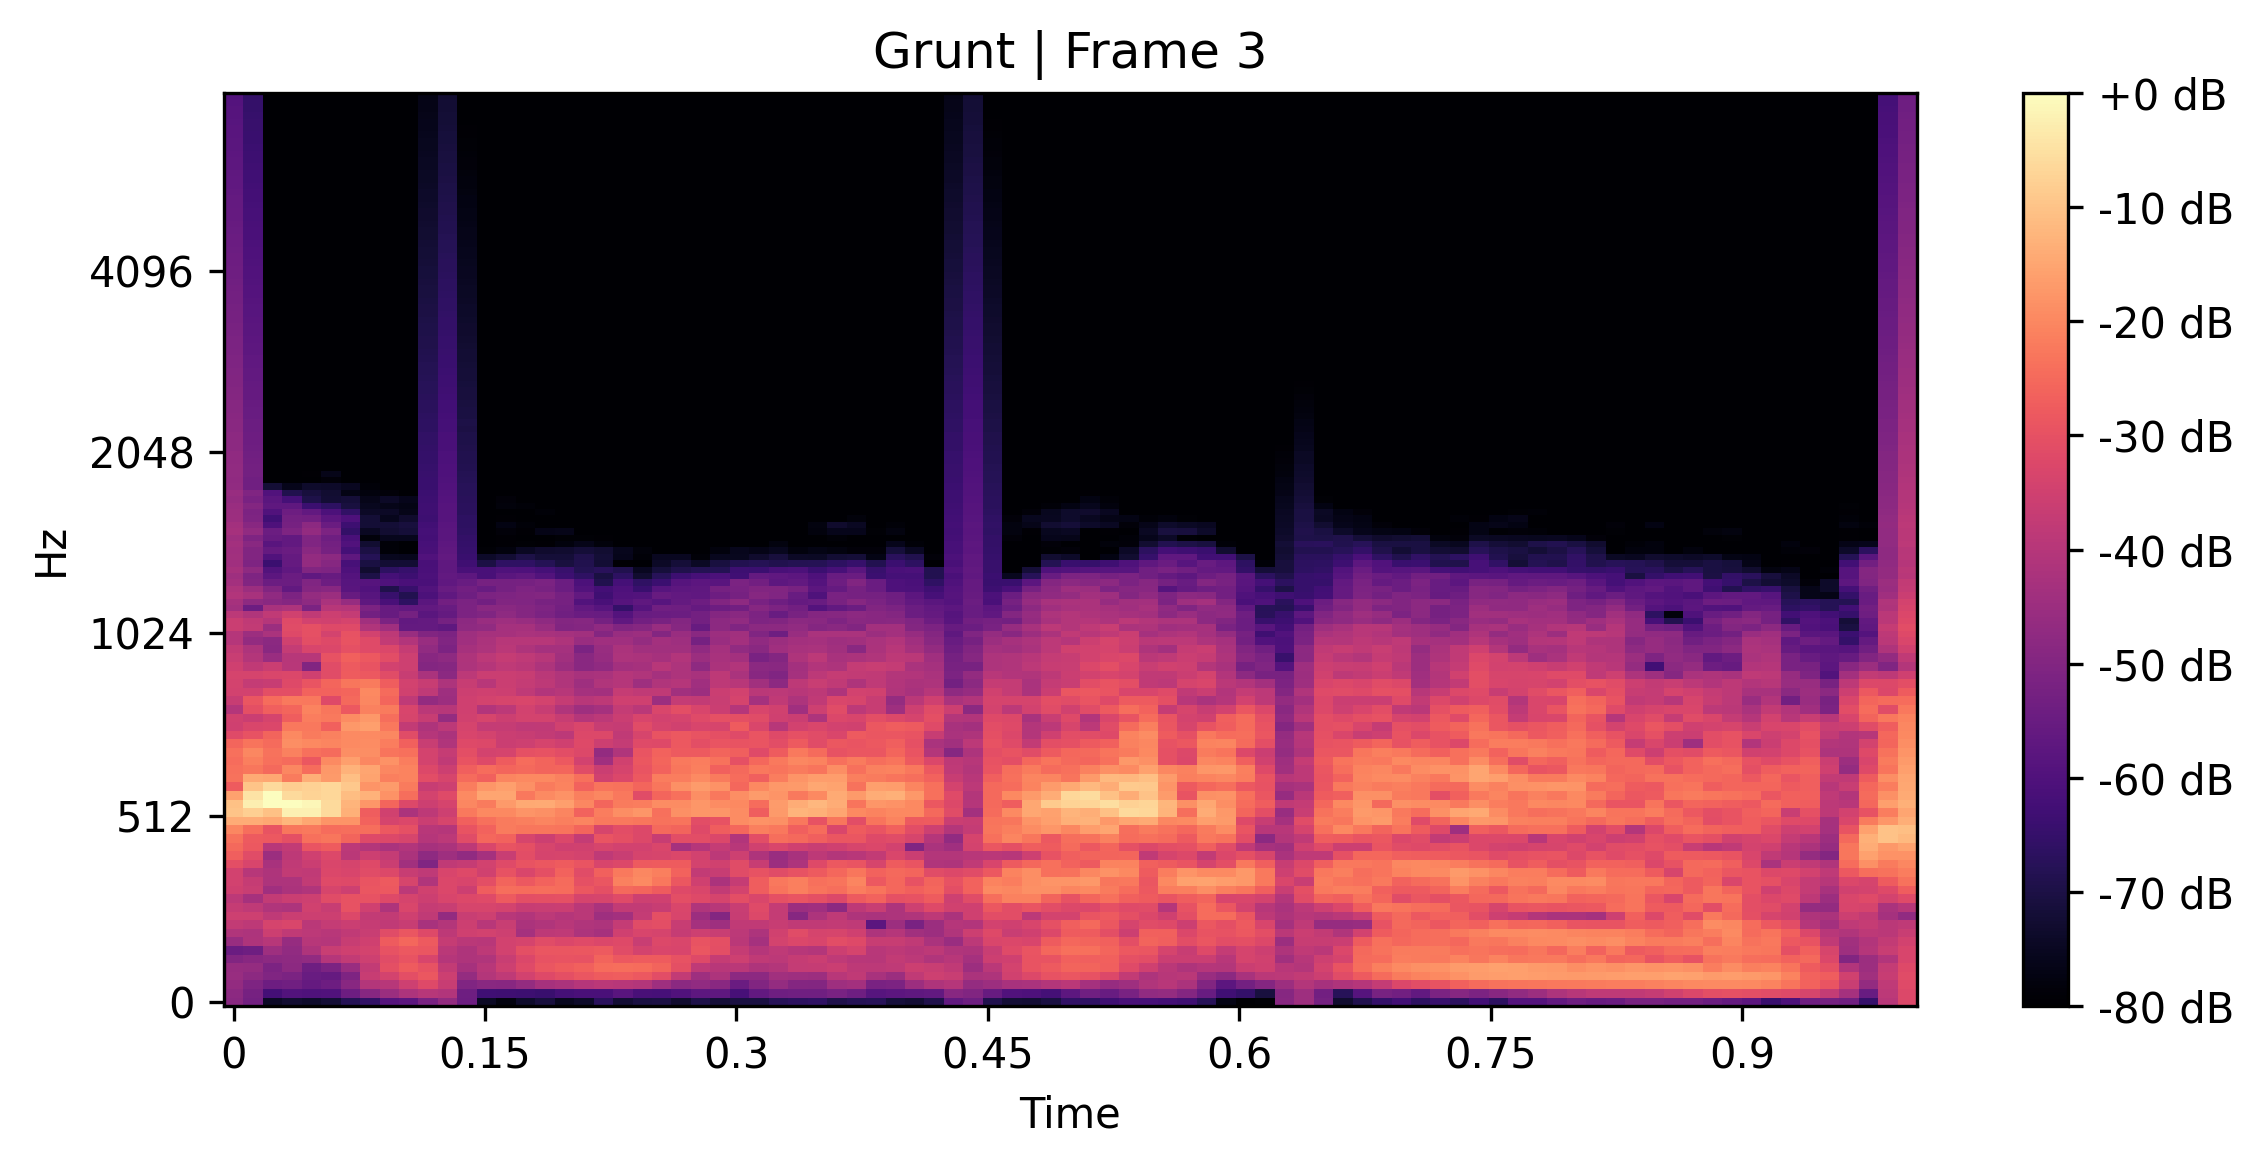 Grunt | Frame 3
Hz
4096
2048
1024
512
0
0
0.15
0.3
0.45
0.6
0.75
0.9
Time
+0 dB
-10 dB
-20 dB
-30 dB
-40 dB
-50 dB
-60 dB
-70 dB
-80 dB